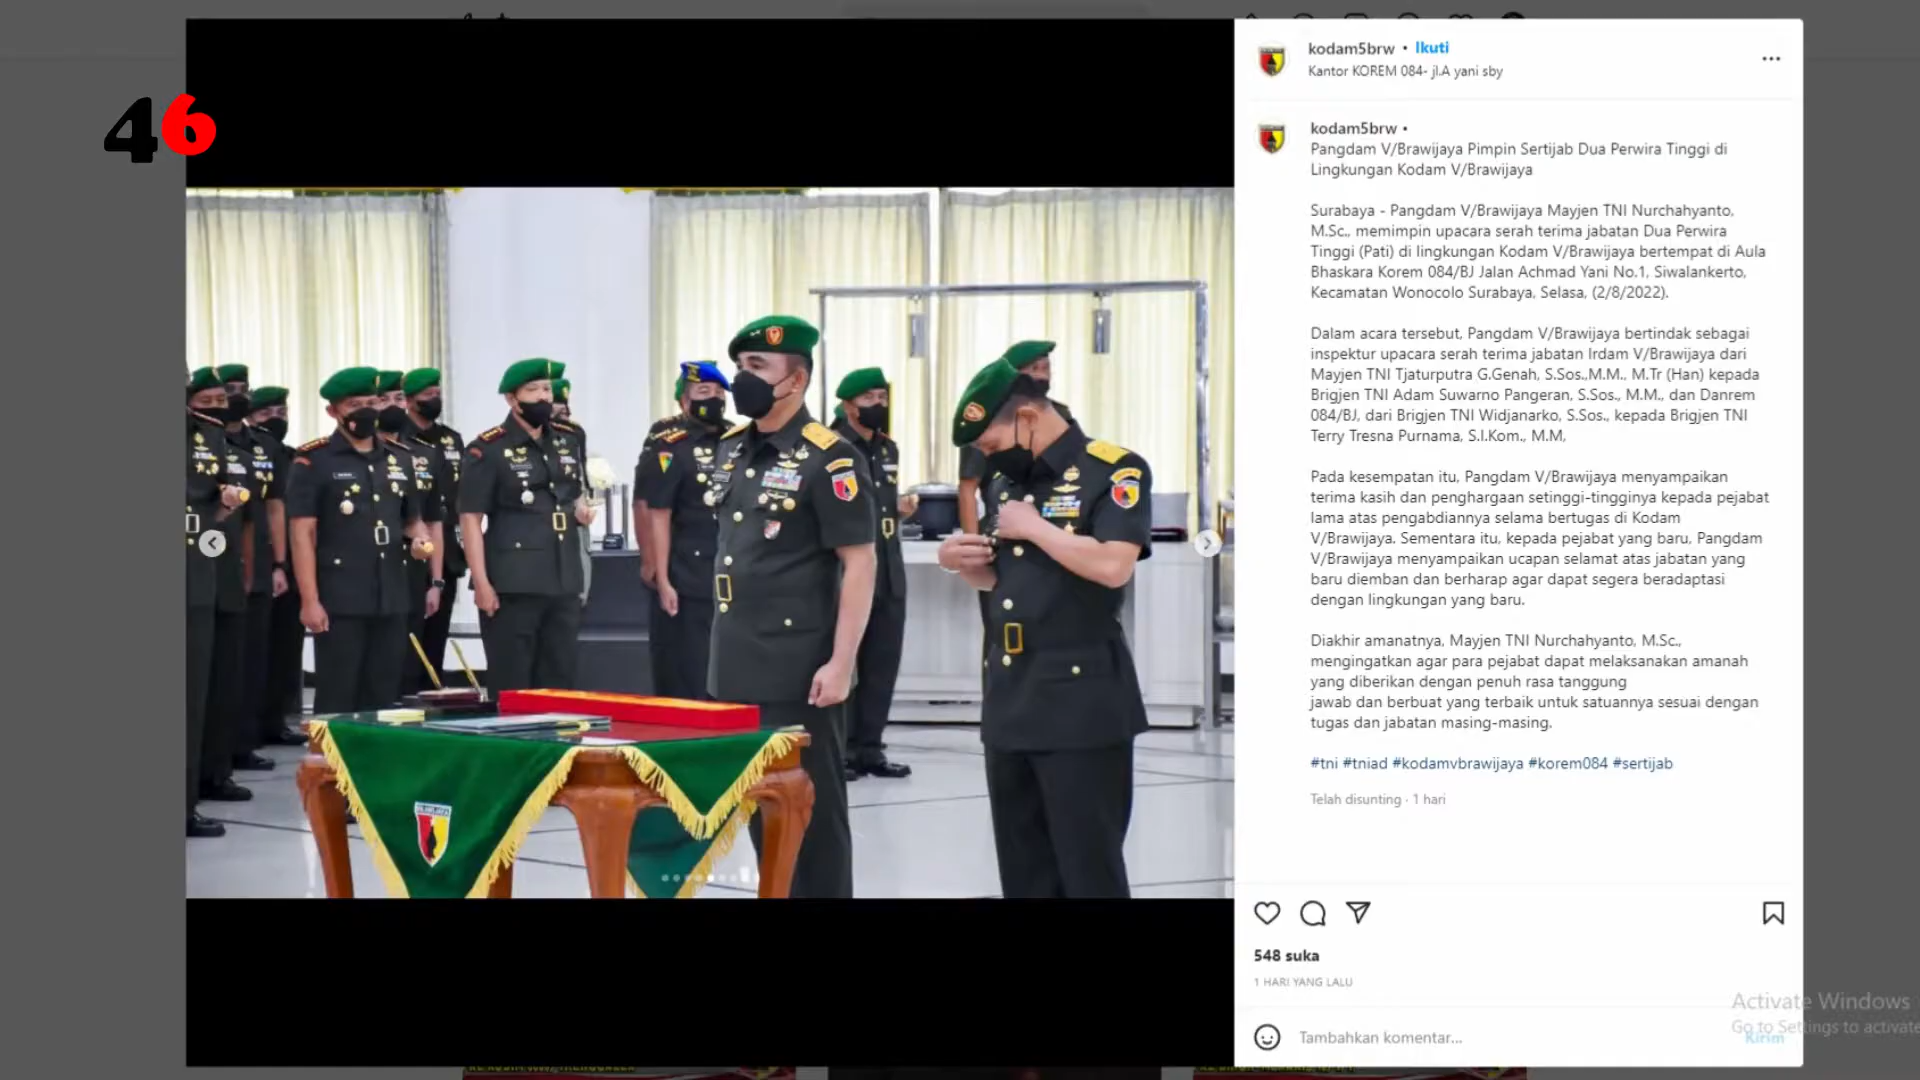 46
kodam5brw • Ikuti
Kantor KOREM 084- jl.A yani sby
kodam5brw •
Pangdam V/Brawijaya Pimpin Sertijab Dua Perwira Tinggi di
Lingkungan Kodam V/Brawijaya
Surabaya - Pangdam V/Brawijaya Mayjen TNI Nurchahyanto,
M.Sc., memimpin upacara serah terima jabatan Dua Perwira
Tinggi (Pati) di lingkungan Kodam V/Brawijaya bertempat di Aula
Bhaskara Korem 084/BJ Jalan Achmad Yani No.1, Siwalankerto,
Kecamatan Wonocolo Surabaya, Selasa, (2/8/2022).
Dalam acara tersebut, Pangdam V/Brawijaya bertindak sebagai
inspektur upacara serah terima jabatan Irdam V/Brawijaya dari
Mayjen TNI Tjaturputra G.Genah, S.Sos.,M.M., M.Tr (Han) kepada
Brigjen TNI Adam Suwarno Pangeran, S.Sos., M.M., dan Danrem
084/BJ, dari Brigjen TNI Widjanarko, S.Sos., kepada Brigjen TNI
Terry Tresna Purnama, S.I.Kom., M.M,
Pada kesempatan itu, Pangdam V/Brawijaya menyampaikan
terima kasih dan penghargaan setinggi-tingginya kepada pejabat
lama atas pengabdiannya selama bertugas di Kodam
V/Brawijaya. Sementara itu, kepada pejabat yang baru, Pangdam
V/Brawijaya menyampaikan ucapan selamat atas jabatan yang
baru diemban dan berharap agar dapat segera beradaptasi
dengan lingkungan yang baru.
Diakhir amanatnya, Mayjen TNI Nurchahyanto, M.Sc.,
mengingatkan agar para pejabat dapat melaksanakan amanah
yang diberikan dengan penuh rasa tanggung
jawab dan berbuat yang terbaik untuk satuannya sesuai dengan
tugas dan jabatan masing-masing.
#tni #tniad #kodamvbrawijaya #korem084 #sertijab
Telah disunting · 1 hari
548 suka
1 HARI YANG LALU
Tambahkan komentar...
Kirim
Activate Windows
Go to Settings to activate